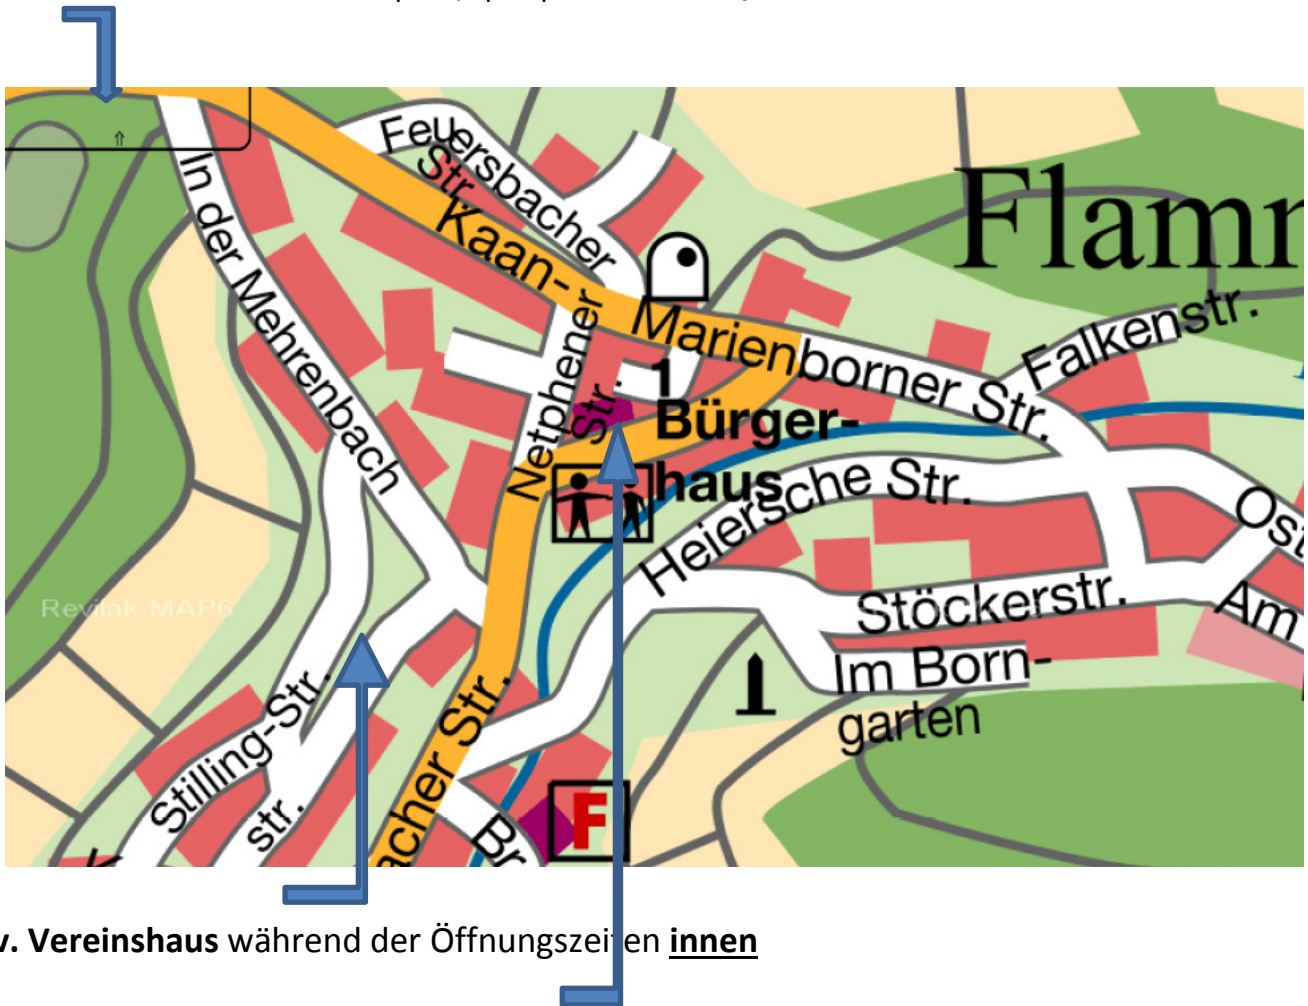 Feuersbacher
Str.
Flamm
In der Mehrenbach
Kaan-
Marienborner Str.
Falkenstr.
Netphener
Str.
1
Bürger-
haus
Heiersche Str.
Ost
Stöckerstr.
Am
Revilak MAP6
Im Born-
garten
Stilling-Str.
str.
acher Str.
Br
F
v. Vereinshaus während der Öffnungszeiten innen